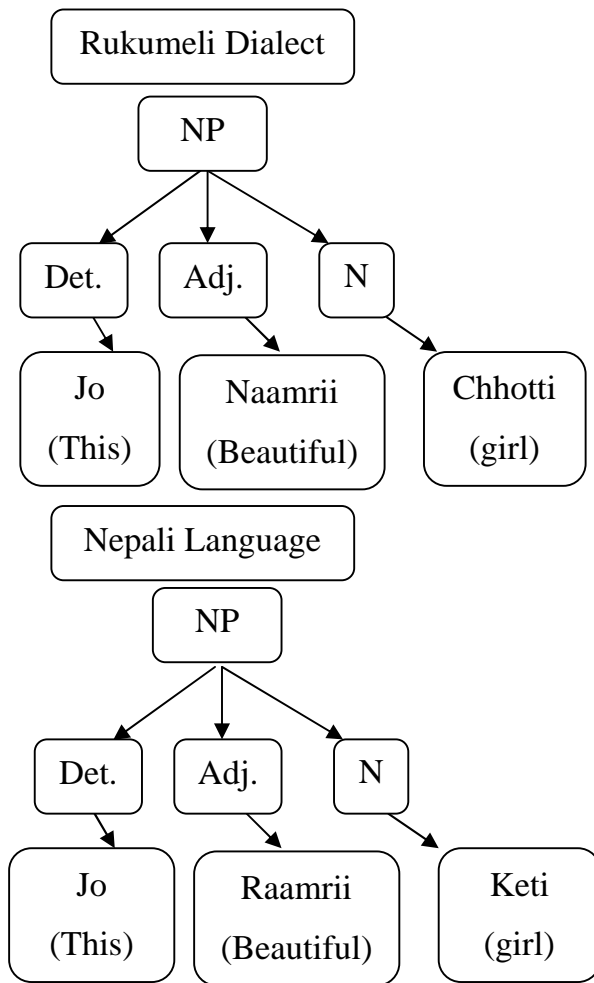 Rukumeli Dialect
NP
Det. Adj. N
Jo Naamrii Chhotti
(This) (Beautiful) (girl)
Nepali Language
NP
Det. Adj. N
Jo Raamrii Keti
(This) (Beautiful) (girl)